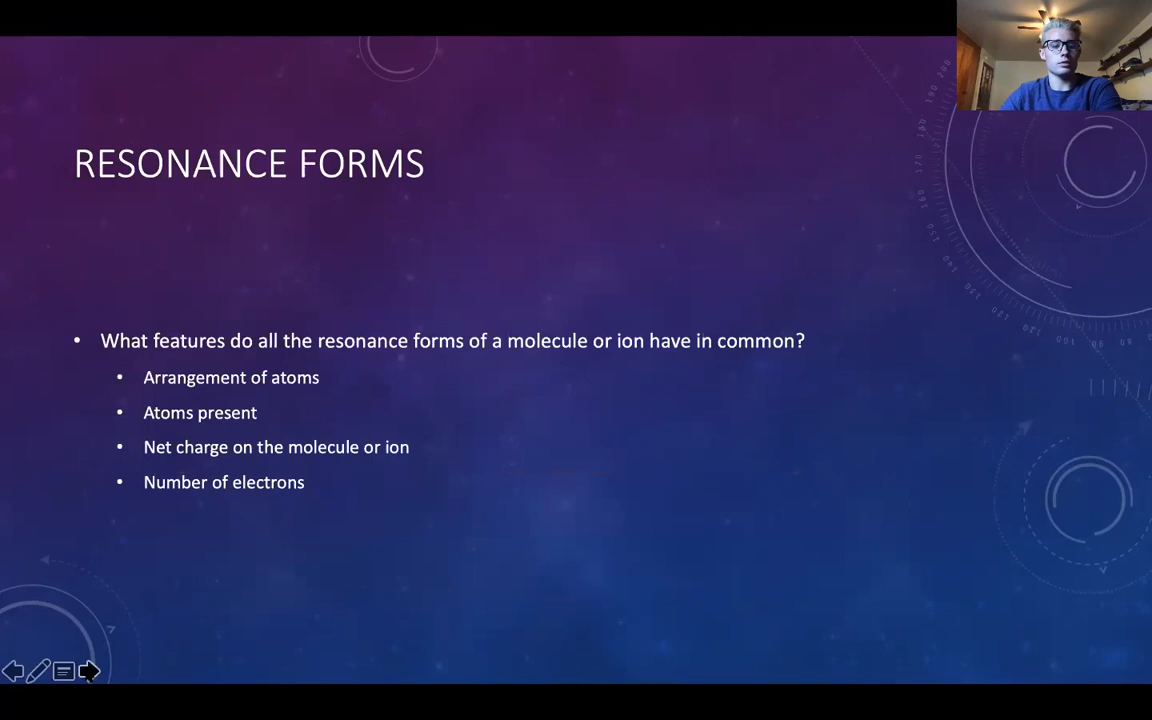 RESONANCE FORMS
• What features do all the resonance forms of a molecule or ion have in common?
• Arrangement of atoms
• Atoms present
• Net charge on the molecule or ion
• Number of electrons